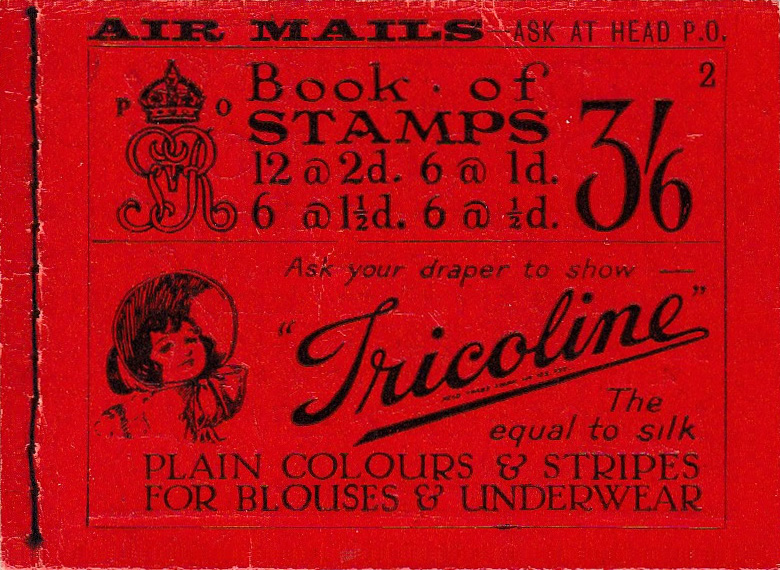 AIR MAILS—ASK AT HEAD P.O.
2
P O
Book · of
STAMPS
12 @ 2d. 6 @ 1d.
6 @ 1½d. 6 @ ½d.
3/6
Ask your draper to show —
"Tricoline"
The
equal to silk
PLAIN COLOURS & STRIPES
FOR BLOUSES & UNDERWEAR